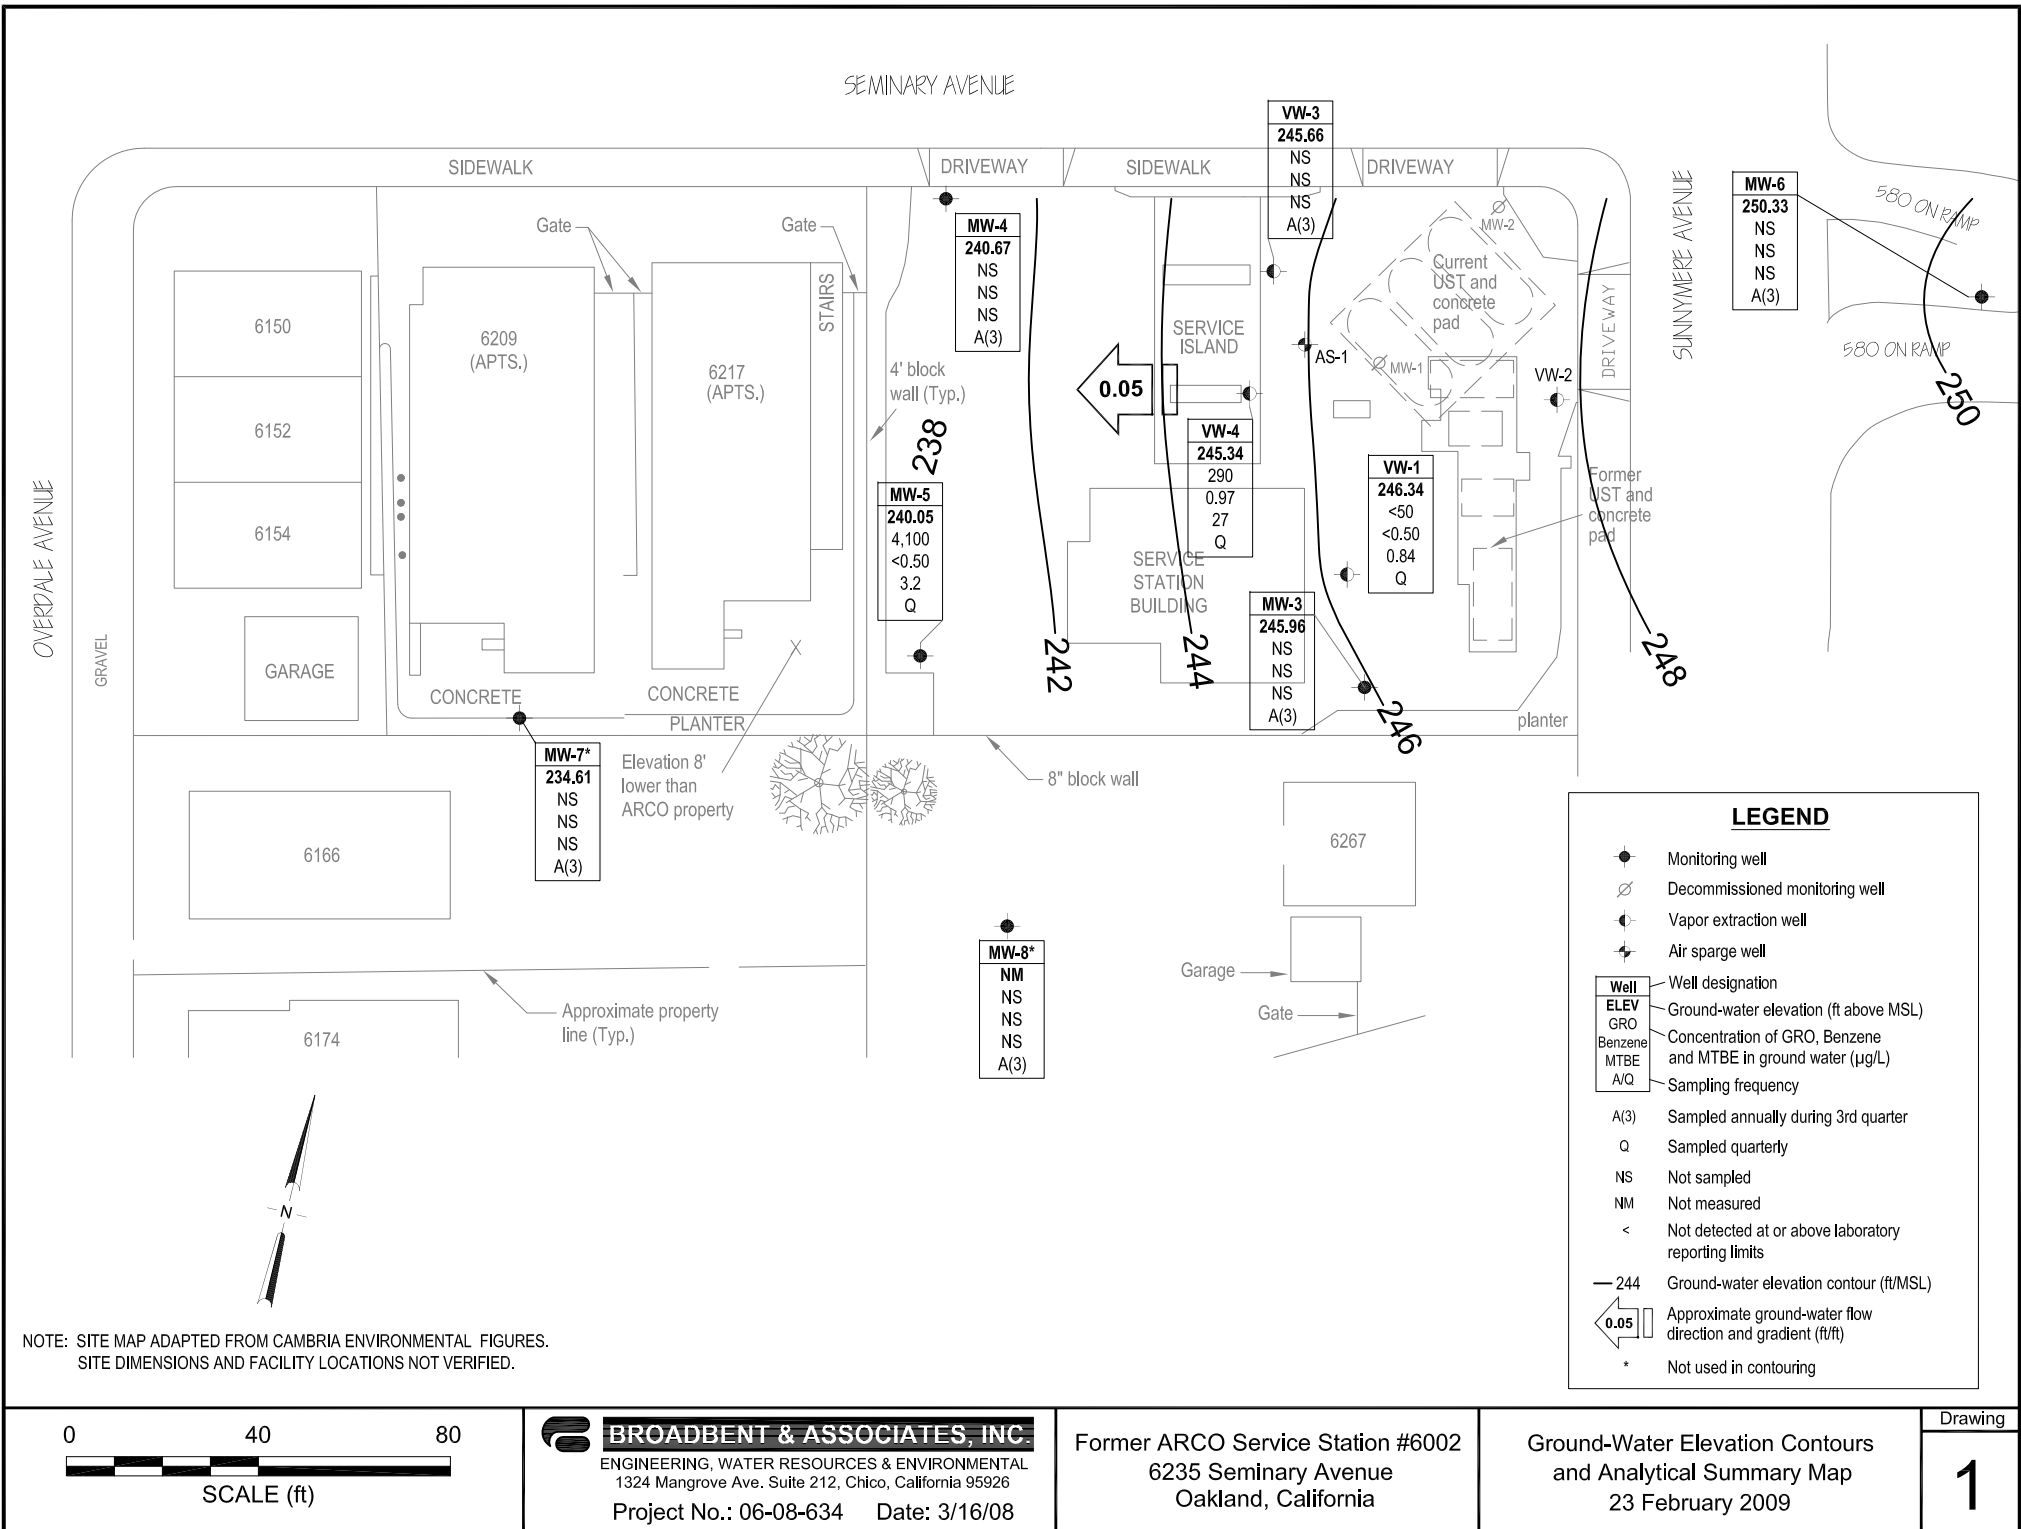 SEMINARY AVENUE
SIDEWALK
DRIVEWAY
SIDEWALK
DRIVEWAY
VW-3
245.66
NS
NS
NS
A(3)
SUNNYMERE AVENUE
MW-6
250.33
NS
NS
NS
A(3)
580 ON RAMP
580 ON RAMP
250
Gate
Gate
MW-4
240.67
NS
NS
NS
A(3)
MW-2
Current
UST and
concrete
pad
MW-1
DRIVEWAY
STAIRS
6150
6152
6154
6209
(APTS.)
6217
(APTS.)
4' block
wall (Typ.)
SERVICE
ISLAND
AS-1
VW-2
0.05
238
MW-5
240.05
4,100
<0.50
3.2
Q
VW-4
245.34
290
0.97
27
Q
VW-1
246.34
<50
<0.50
0.84
Q
Former
UST and
concrete
pad
OVERDALE AVENUE
GRAVEL
SERVICE
STATION
BUILDING
MW-3
245.96
NS
NS
NS
A(3)
242
244
246
248
GARAGE
CONCRETE
CONCRETE
PLANTER
planter
MW-7*
234.61
NS
NS
NS
A(3)
Elevation 8'
lower than
ARCO property
8" block wall
6166
6267
MW-8*
NM
NS
NS
NS
A(3)
Garage
Gate
Approximate property
line (Typ.)
6174
N
LEGEND
Monitoring well
Decommissioned monitoring well
Vapor extraction well
Air sparge well
Well
ELEV
GRO
Benzene
MTBE
A/Q
Well designation
Ground-water elevation (ft above MSL)
Concentration of GRO, Benzene
and MTBE in ground water (µg/L)
Sampling frequency
A(3) Sampled annually during 3rd quarter
Q Sampled quarterly
NS Not sampled
NM Not measured
< Not detected at or above laboratory
reporting limits
244 Ground-water elevation contour (ft/MSL)
0.05 Approximate ground-water flow
direction and gradient (ft/ft)
* Not used in contouring
NOTE: SITE MAP ADAPTED FROM CAMBRIA ENVIRONMENTAL FIGURES.
SITE DIMENSIONS AND FACILITY LOCATIONS NOT VERIFIED.
0 40 80
SCALE (ft)
BROADBENT & ASSOCIATES, INC.
ENGINEERING, WATER RESOURCES & ENVIRONMENTAL
1324 Mangrove Ave. Suite 212, Chico, California 95926
Project No.: 06-08-634 Date: 3/16/08
Former ARCO Service Station #6002
6235 Seminary Avenue
Oakland, California
Ground-Water Elevation Contours
and Analytical Summary Map
23 February 2009
Drawing
1